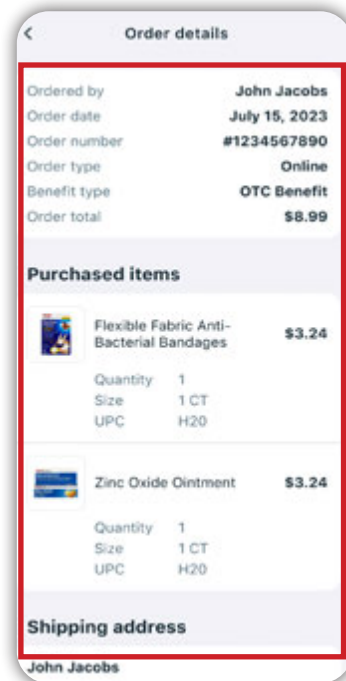 Order details
Ordered by John Jacobs
Order date July 15, 2023
Order number #1234567890
Order type Online
Benefit type OTC Benefit
Order total $8.99
Purchased items
Flexible Fabric Anti-
Bacterial Bandages $3.24
Quantity 1
Size 1 CT
UPC H20
Zinc Oxide Ointment $3.24
Quantity 1
Size 1 CT
UPC H20
Shipping address
John Jacobs